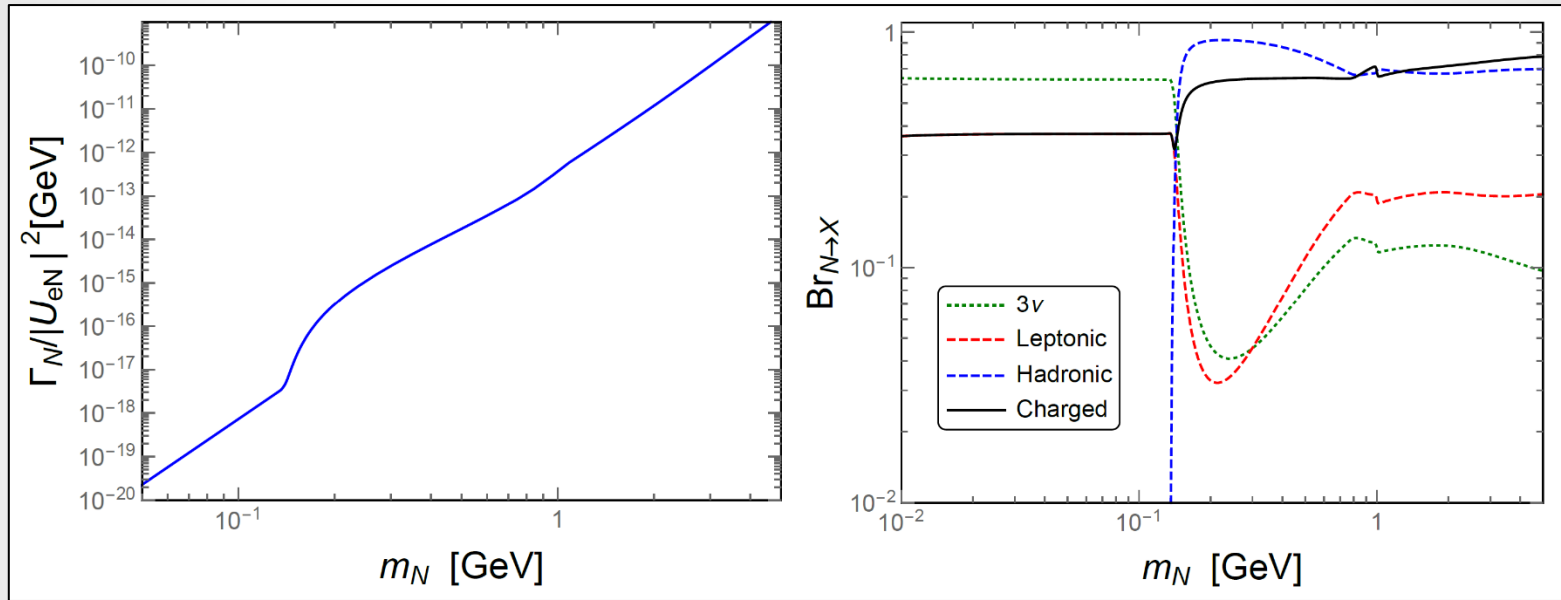 Γ_N/|U_eN|^2 [GeV]
10^-10
10^-11
10^-12
10^-13
10^-14
10^-15
10^-16
10^-17
10^-18
10^-19
10^-20
10^-1
1
m_N [GeV]
Br_N→X
1
10^-1
10^-2
3ν
Leptonic
Hadronic
Charged
10^-2
10^-1
1
m_N [GeV]